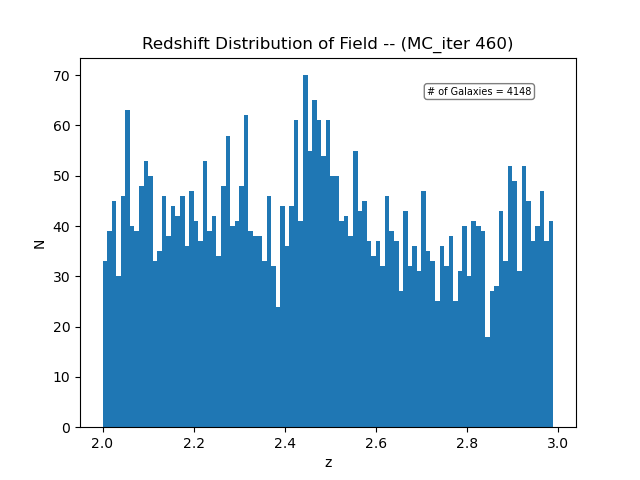 Redshift Distribution of Field -- (MC_iter 460)
# of Galaxies = 4148
N
70
60
50
40
30
20
10
0
2.0 2.2 2.4 2.6 2.8 3.0
z